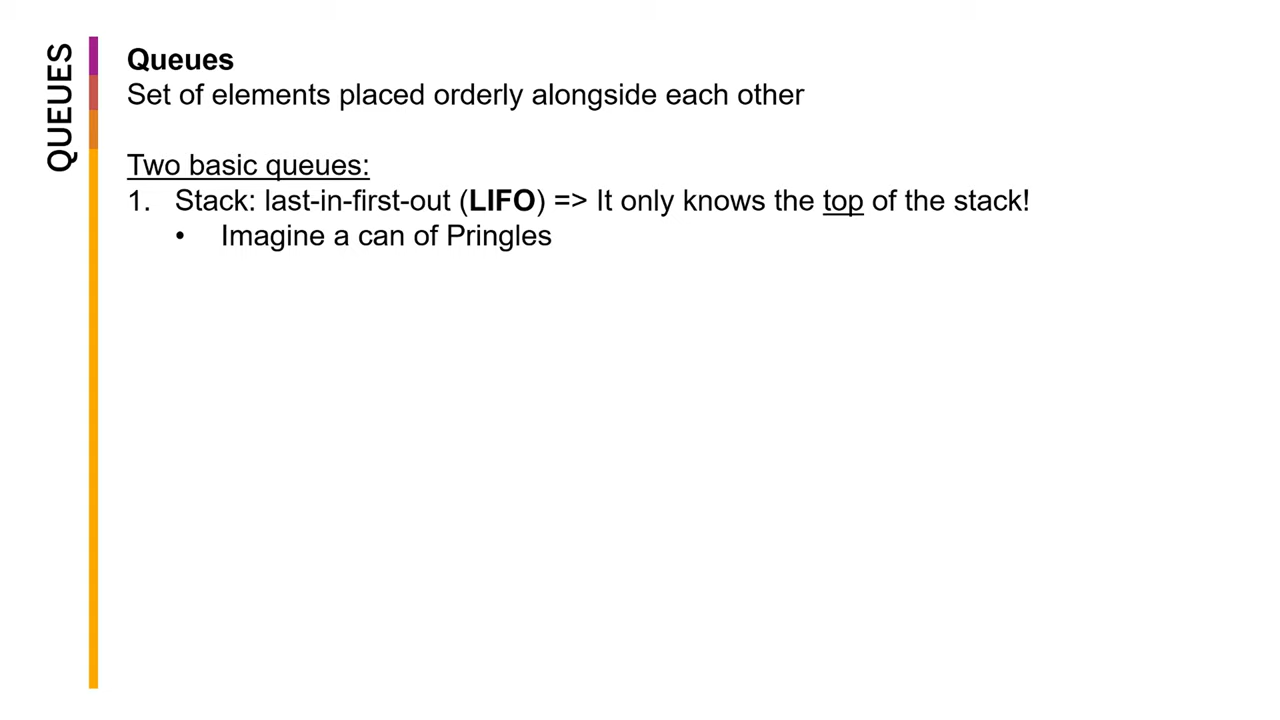 QUEUES
Queues
Set of elements placed orderly alongside each other
Two basic queues:
1. Stack: last-in-first-out (LIFO) => It only knows the top of the stack!
• Imagine a can of Pringles